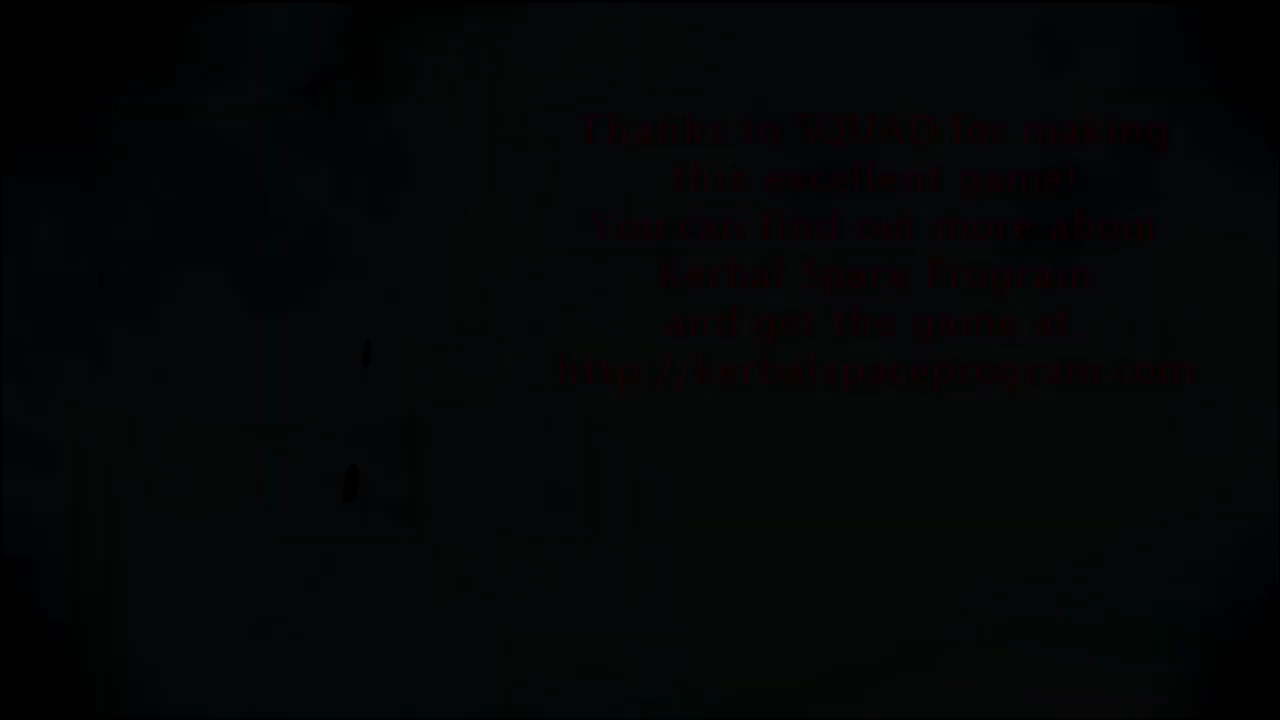 Thanks to SQUAD for making
this excellent game!
You can find out more about
Kerbal Space Program
and get the game at
http://kerbalspaceprogram.com